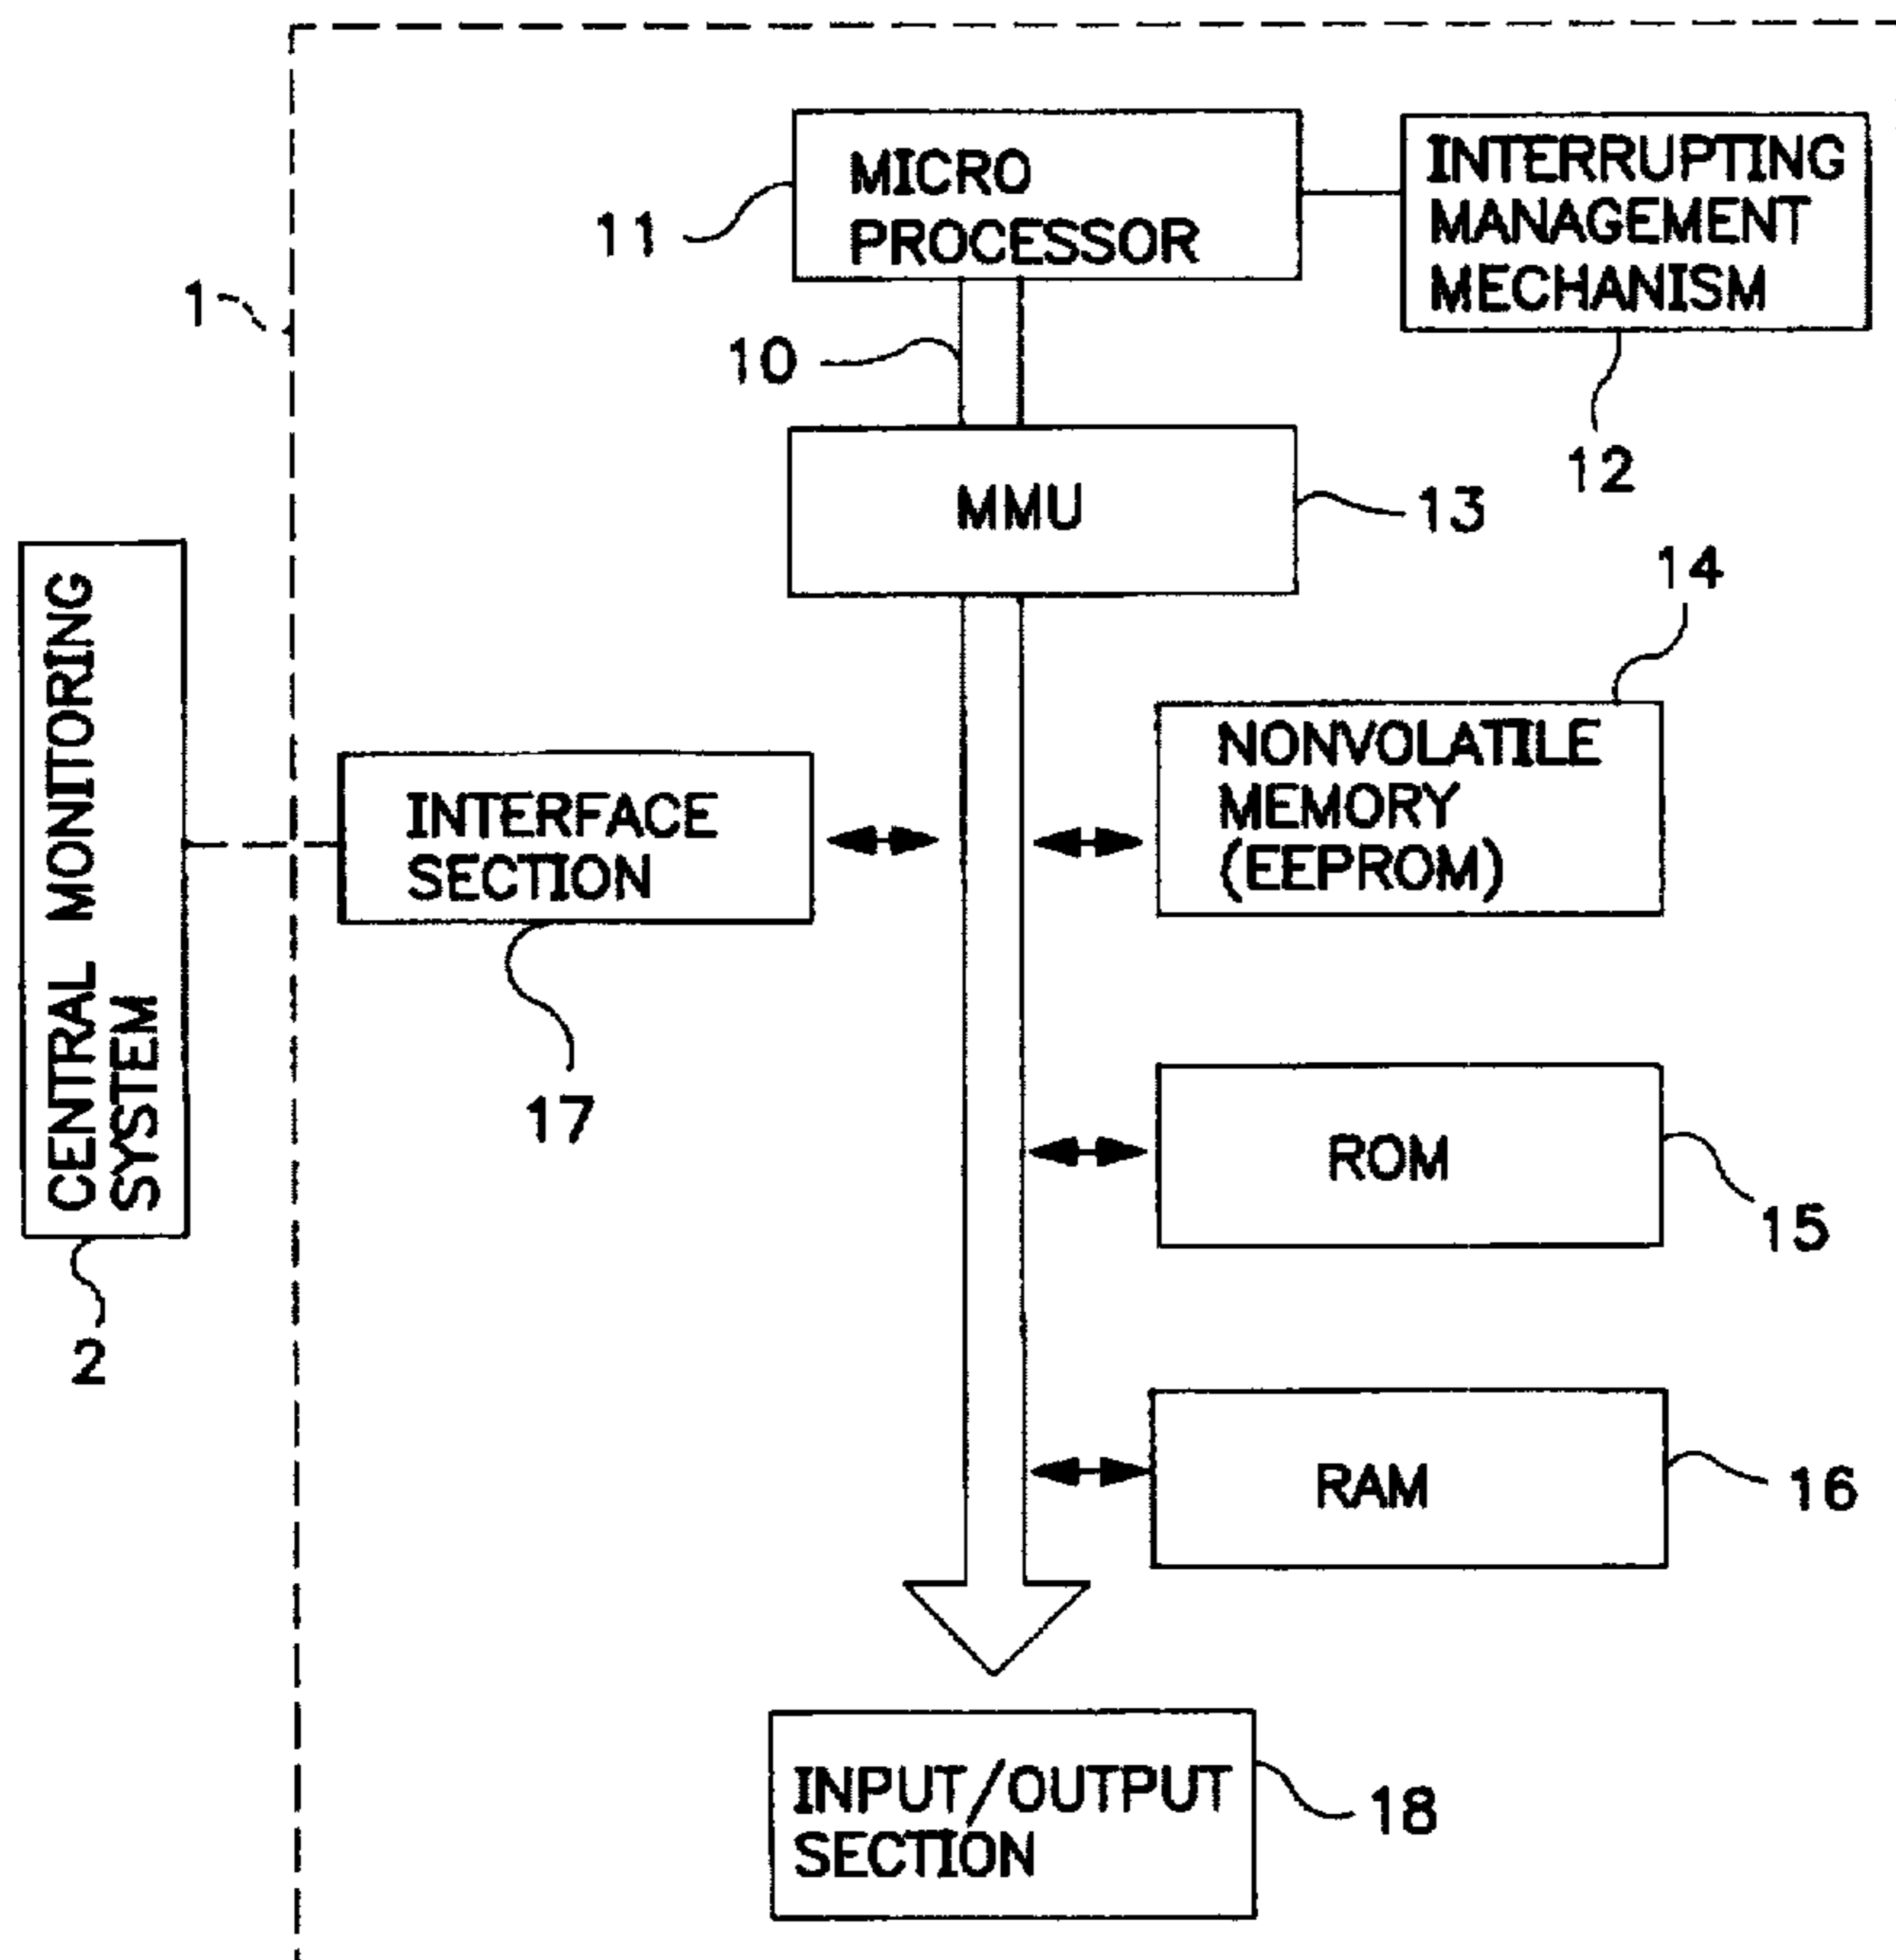 MICRO
PROCESSOR
INTERRUPTING
MANAGEMENT
MECHANISM
11
1
10
12
MMU
13
14
CENTRAL MONITORING
SYSTEM
2
INTERFACE
SECTION
17
NONVOLATILE
MEMORY
(EEPROM)
ROM
15
RAM
16
INPUT/OUTPUT
SECTION
18